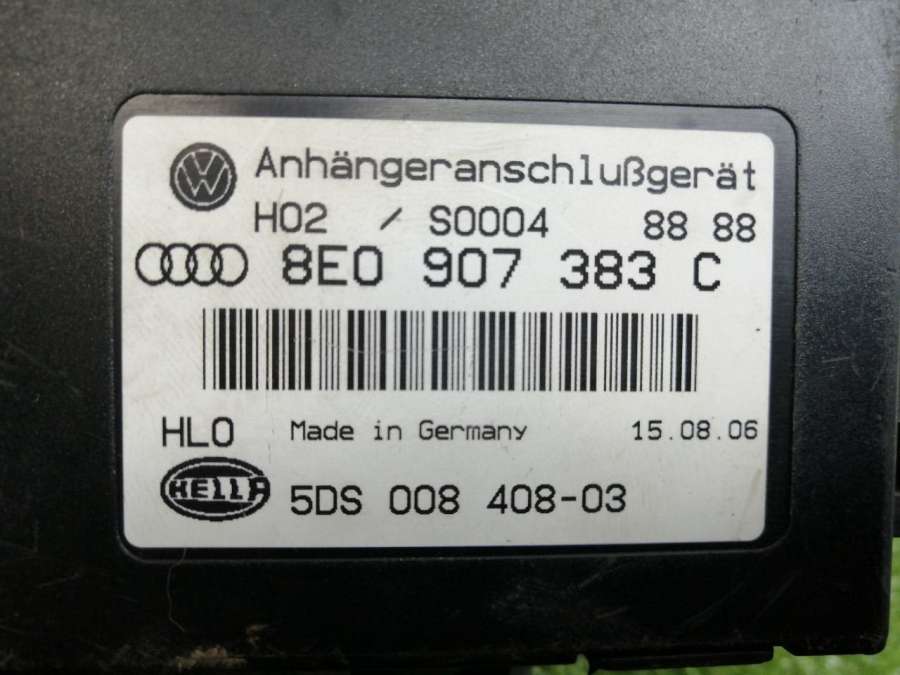 VW Anhängeranschlußgerät
H02 / S0004 88 88
8E0 907 383 C
HLO Made in Germany 15.08.06
HELLA 5DS 008 408-03